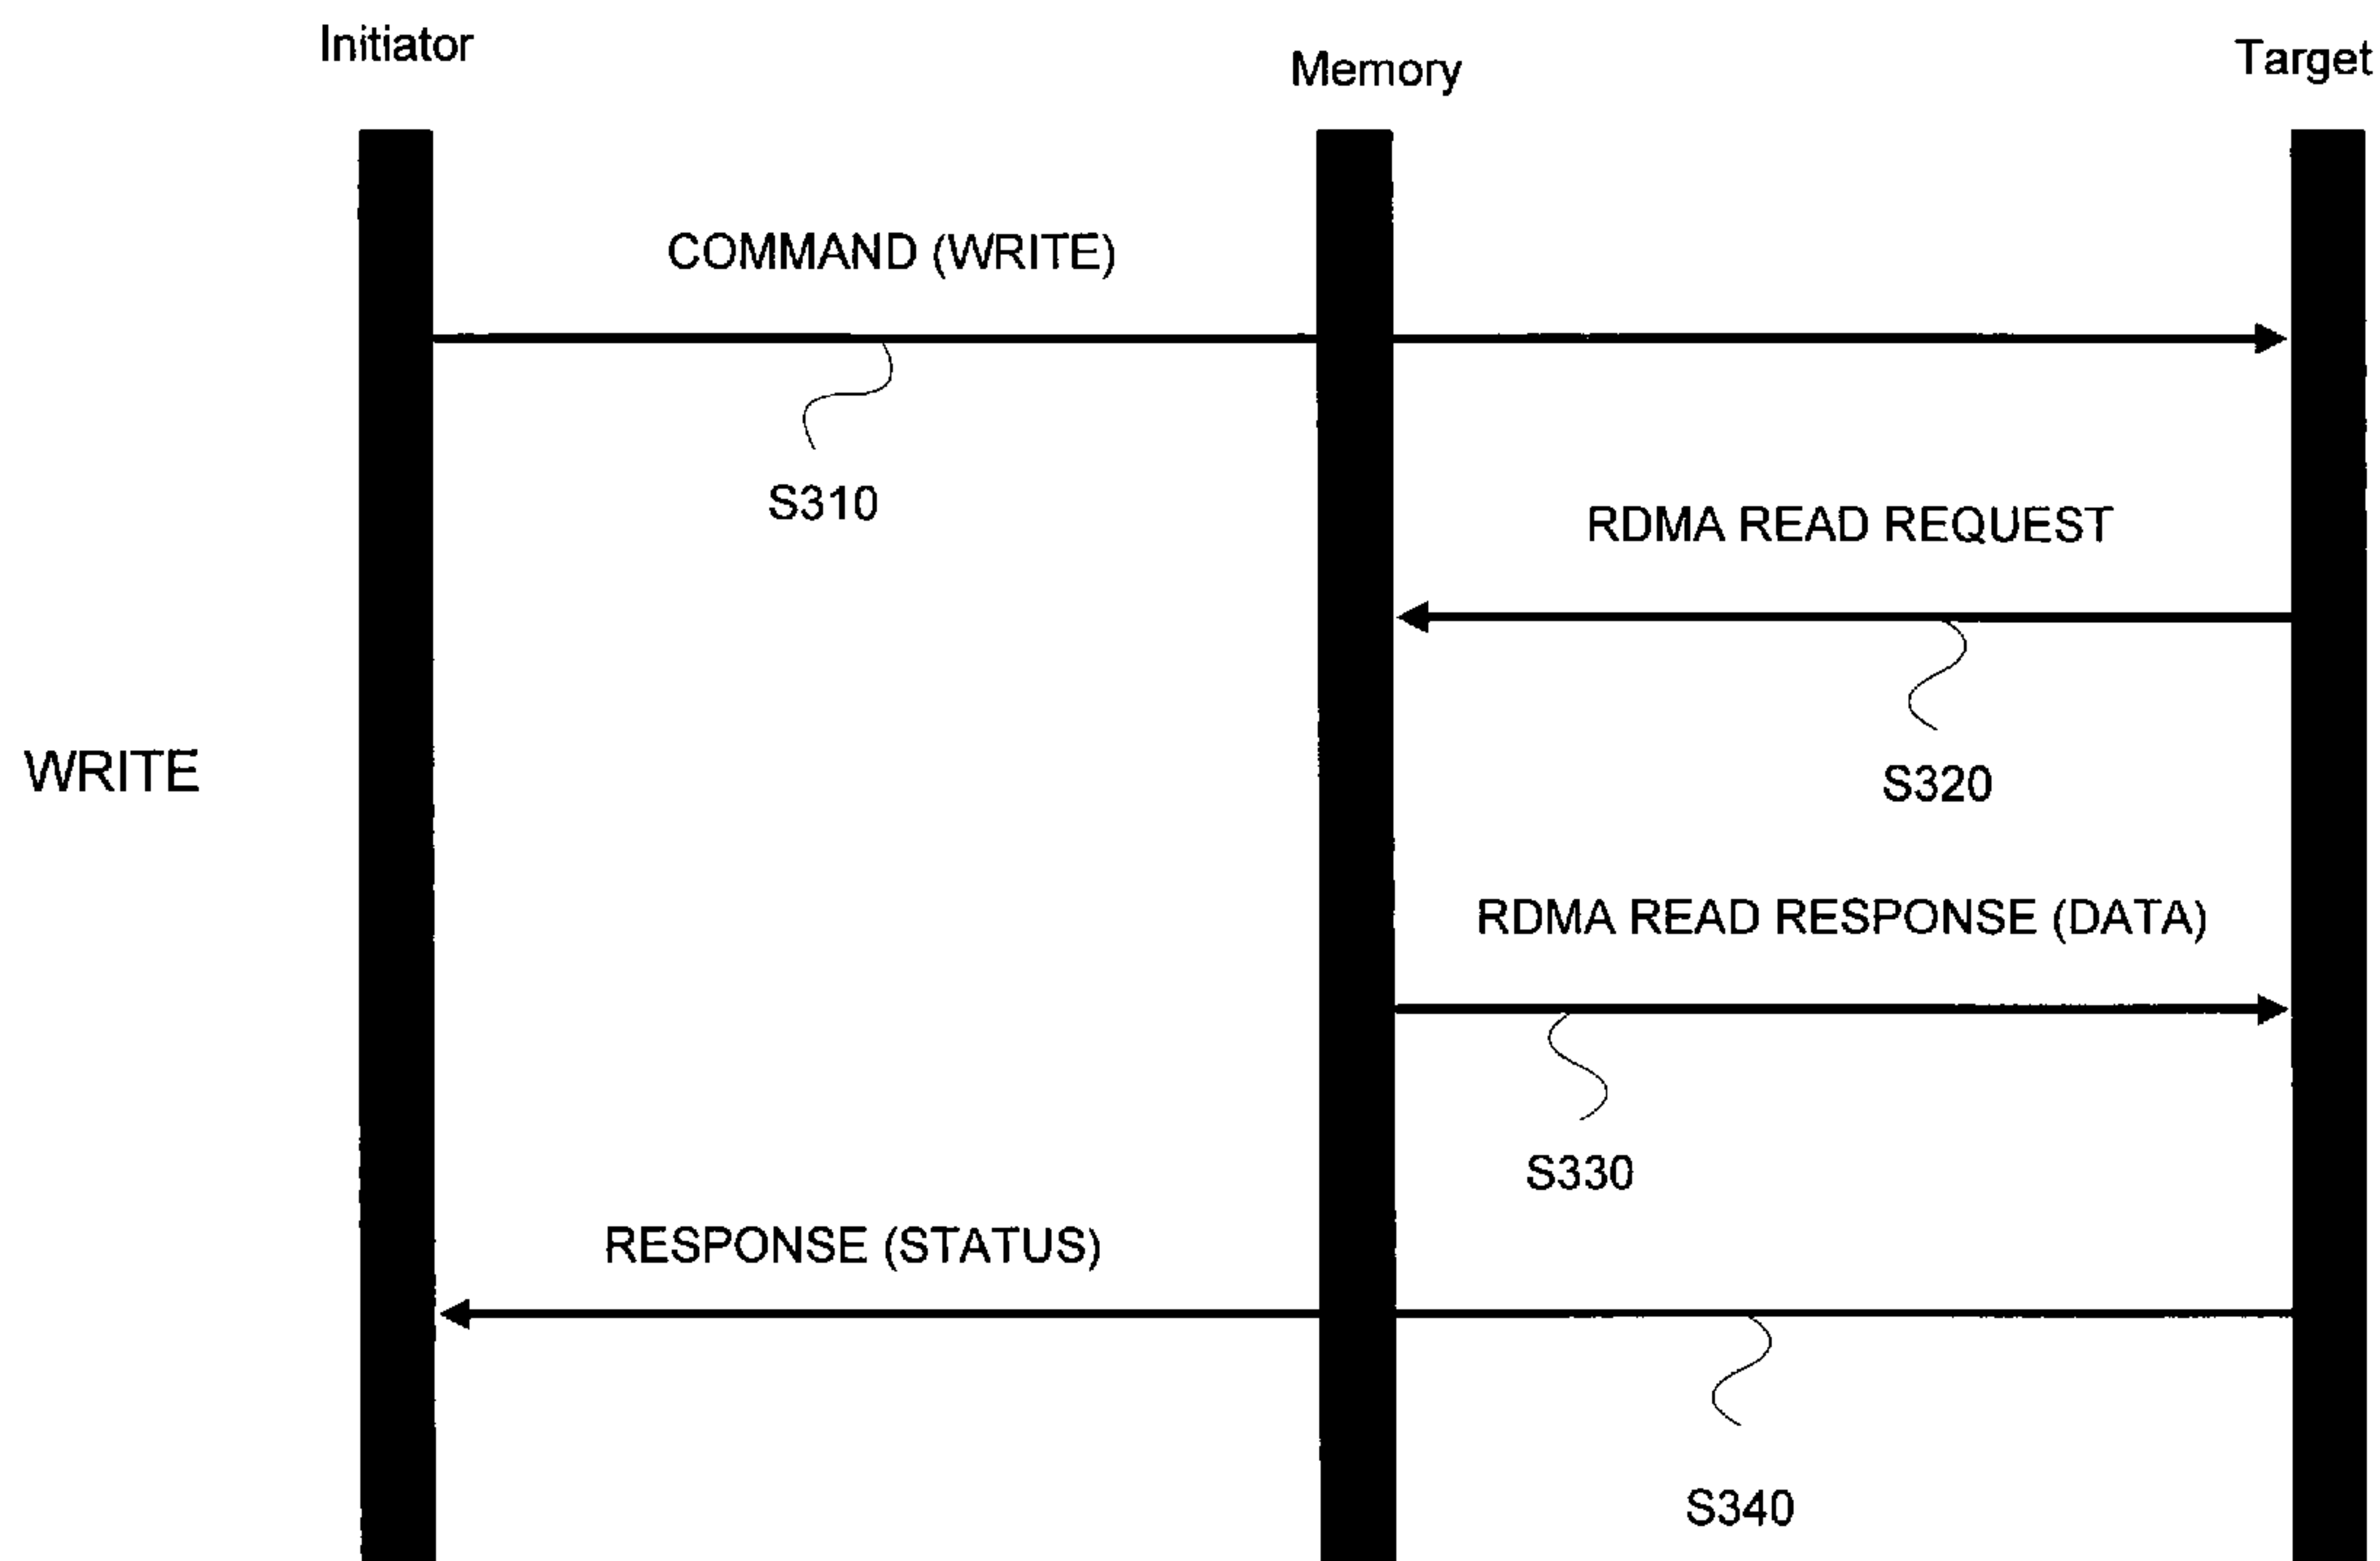 Initiator
Memory
Target
COMMAND (WRITE)
S310
RDMA READ REQUEST
WRITE
S320
RDMA READ RESPONSE (DATA)
S330
RESPONSE (STATUS)
S340